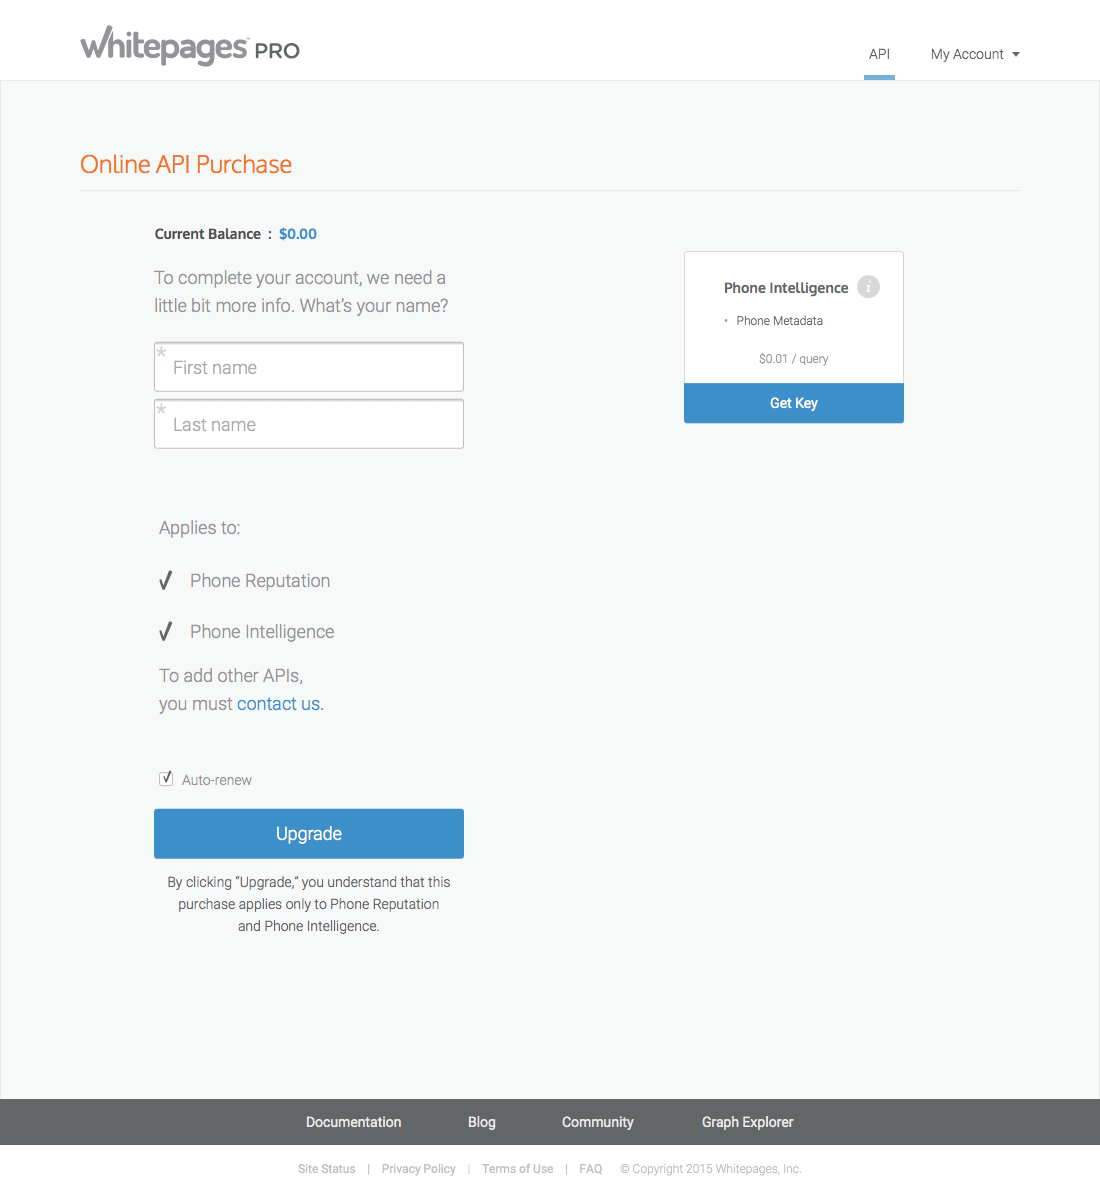 whitepages™ PRO
API
My Account
Online API Purchase
Current Balance : $0.00
To complete your account, we need a
little bit more info. What's your name?
* First name
* Last name
Phone Intelligence i
• Phone Metadata
$0.01 / query
Get Key
Applies to:
Phone Reputation
Phone Intelligence
To add other APIs,
you must contact us.
Auto-renew
Upgrade
By clicking “Upgrade,” you understand that this
purchase applies only to Phone Reputation
and Phone Intelligence.
Documentation Blog Community Graph Explorer
Site Status | Privacy Policy | Terms of Use | FAQ © Copyright 2015 Whitepages, Inc.